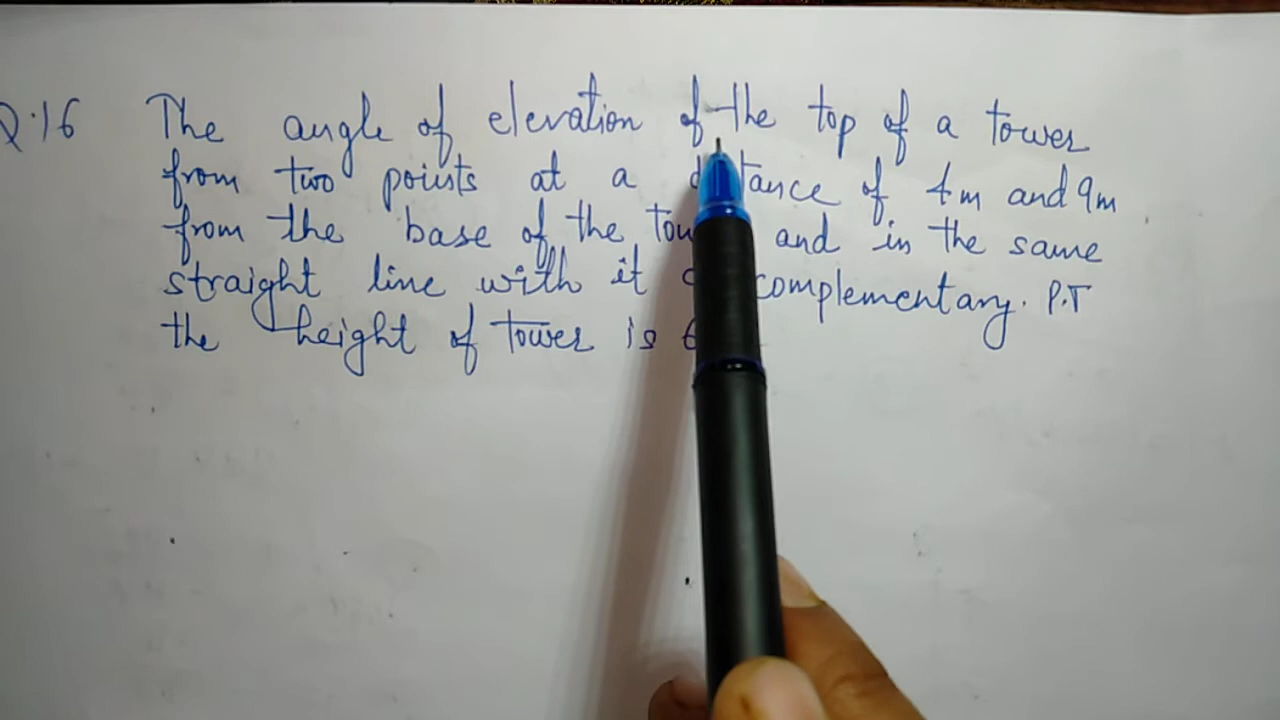 Q.16 The angle of elevation of the top of a tower
from two points at a distance of 4m and 9m
from the base of the and in the same
straight line with it complementary. P.T
the height of tower is 6